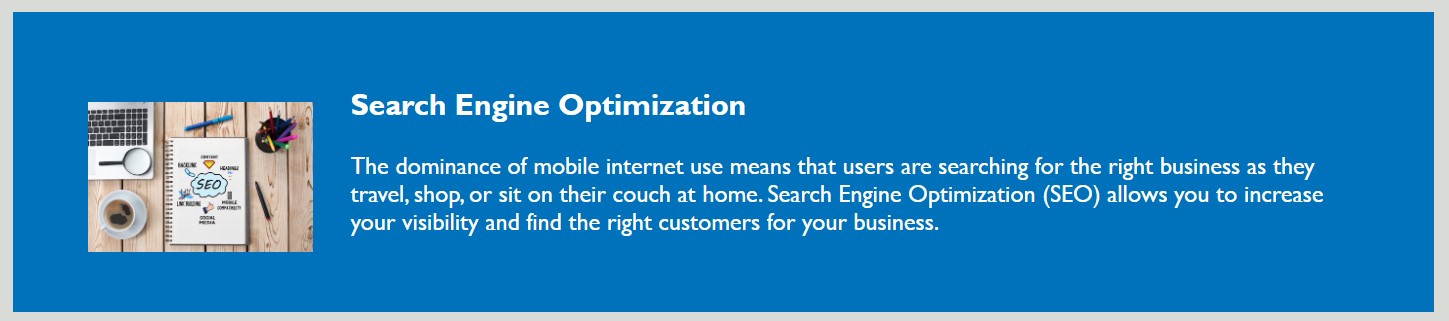 Search Engine Optimization
The dominance of mobile internet use means that users are searching for the right business as they
travel, shop, or sit on their couch at home. Search Engine Optimization (SEO) allows you to increase
your visibility and find the right customers for your business.
CONTENT
BACKLINK
HEADINGS
SEO
LINK BUILDING
MOBILE
COMPATIBILITY
SOCIAL
MEDIA